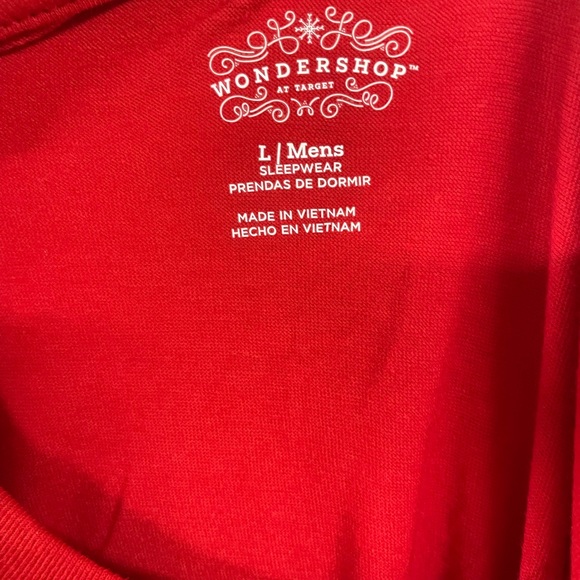 WONDERSHOP™
AT TARGET
L / Mens
SLEEPWEAR
PRENDAS DE DORMIR
MADE IN VIETNAM
HECHO EN VIETNAM